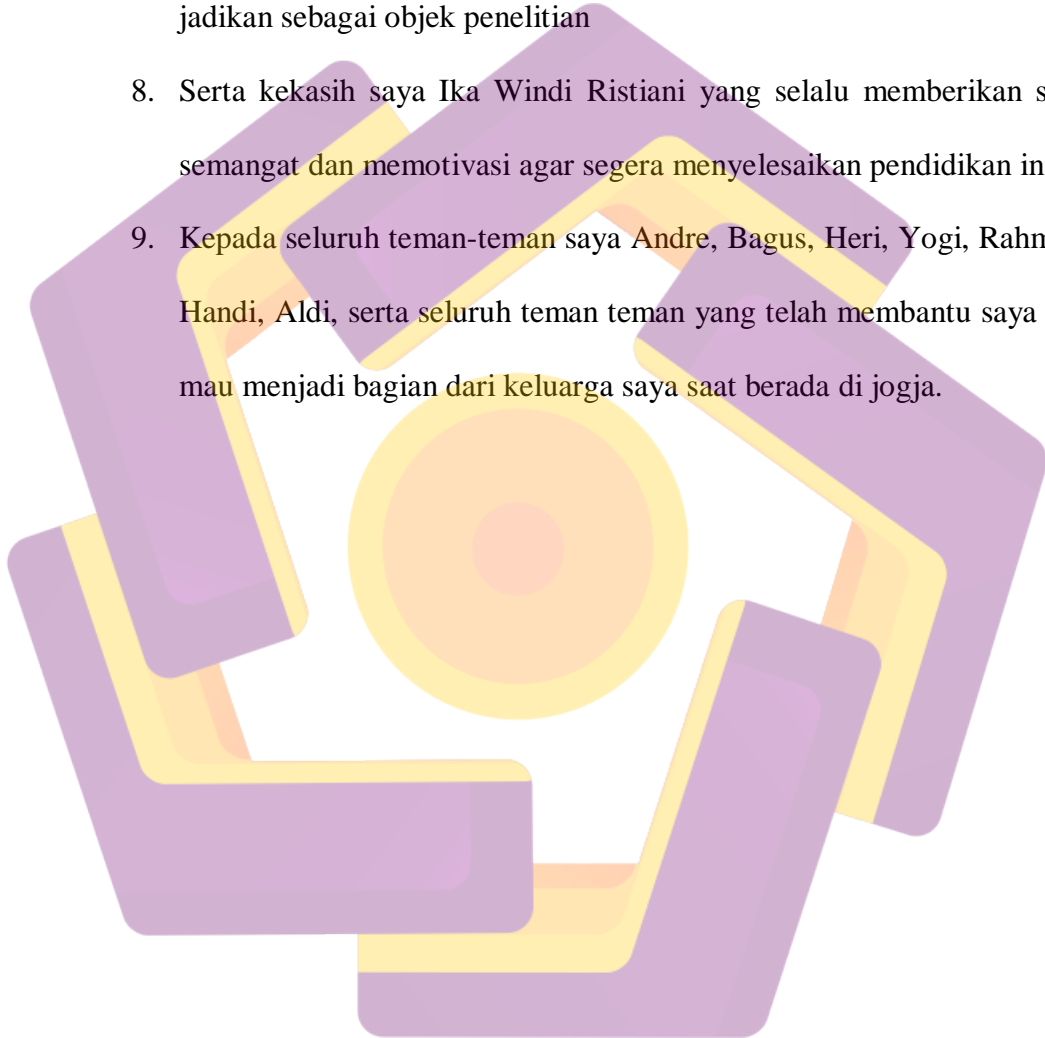 jadikan sebagai objek penelitian
8. Serta kekasih saya Ika Windi Ristiani yang selalu memberikan
semangat dan memotivasi agar segera menyelesaikan pendidikan
9. Kepada seluruh teman-teman saya Andre, Bagus, Heri, Yogi,
Handi, Aldi, serta seluruh teman teman yang telah membantu saya
mau menjadi bagian dari keluarga saya saat berada di jogja.